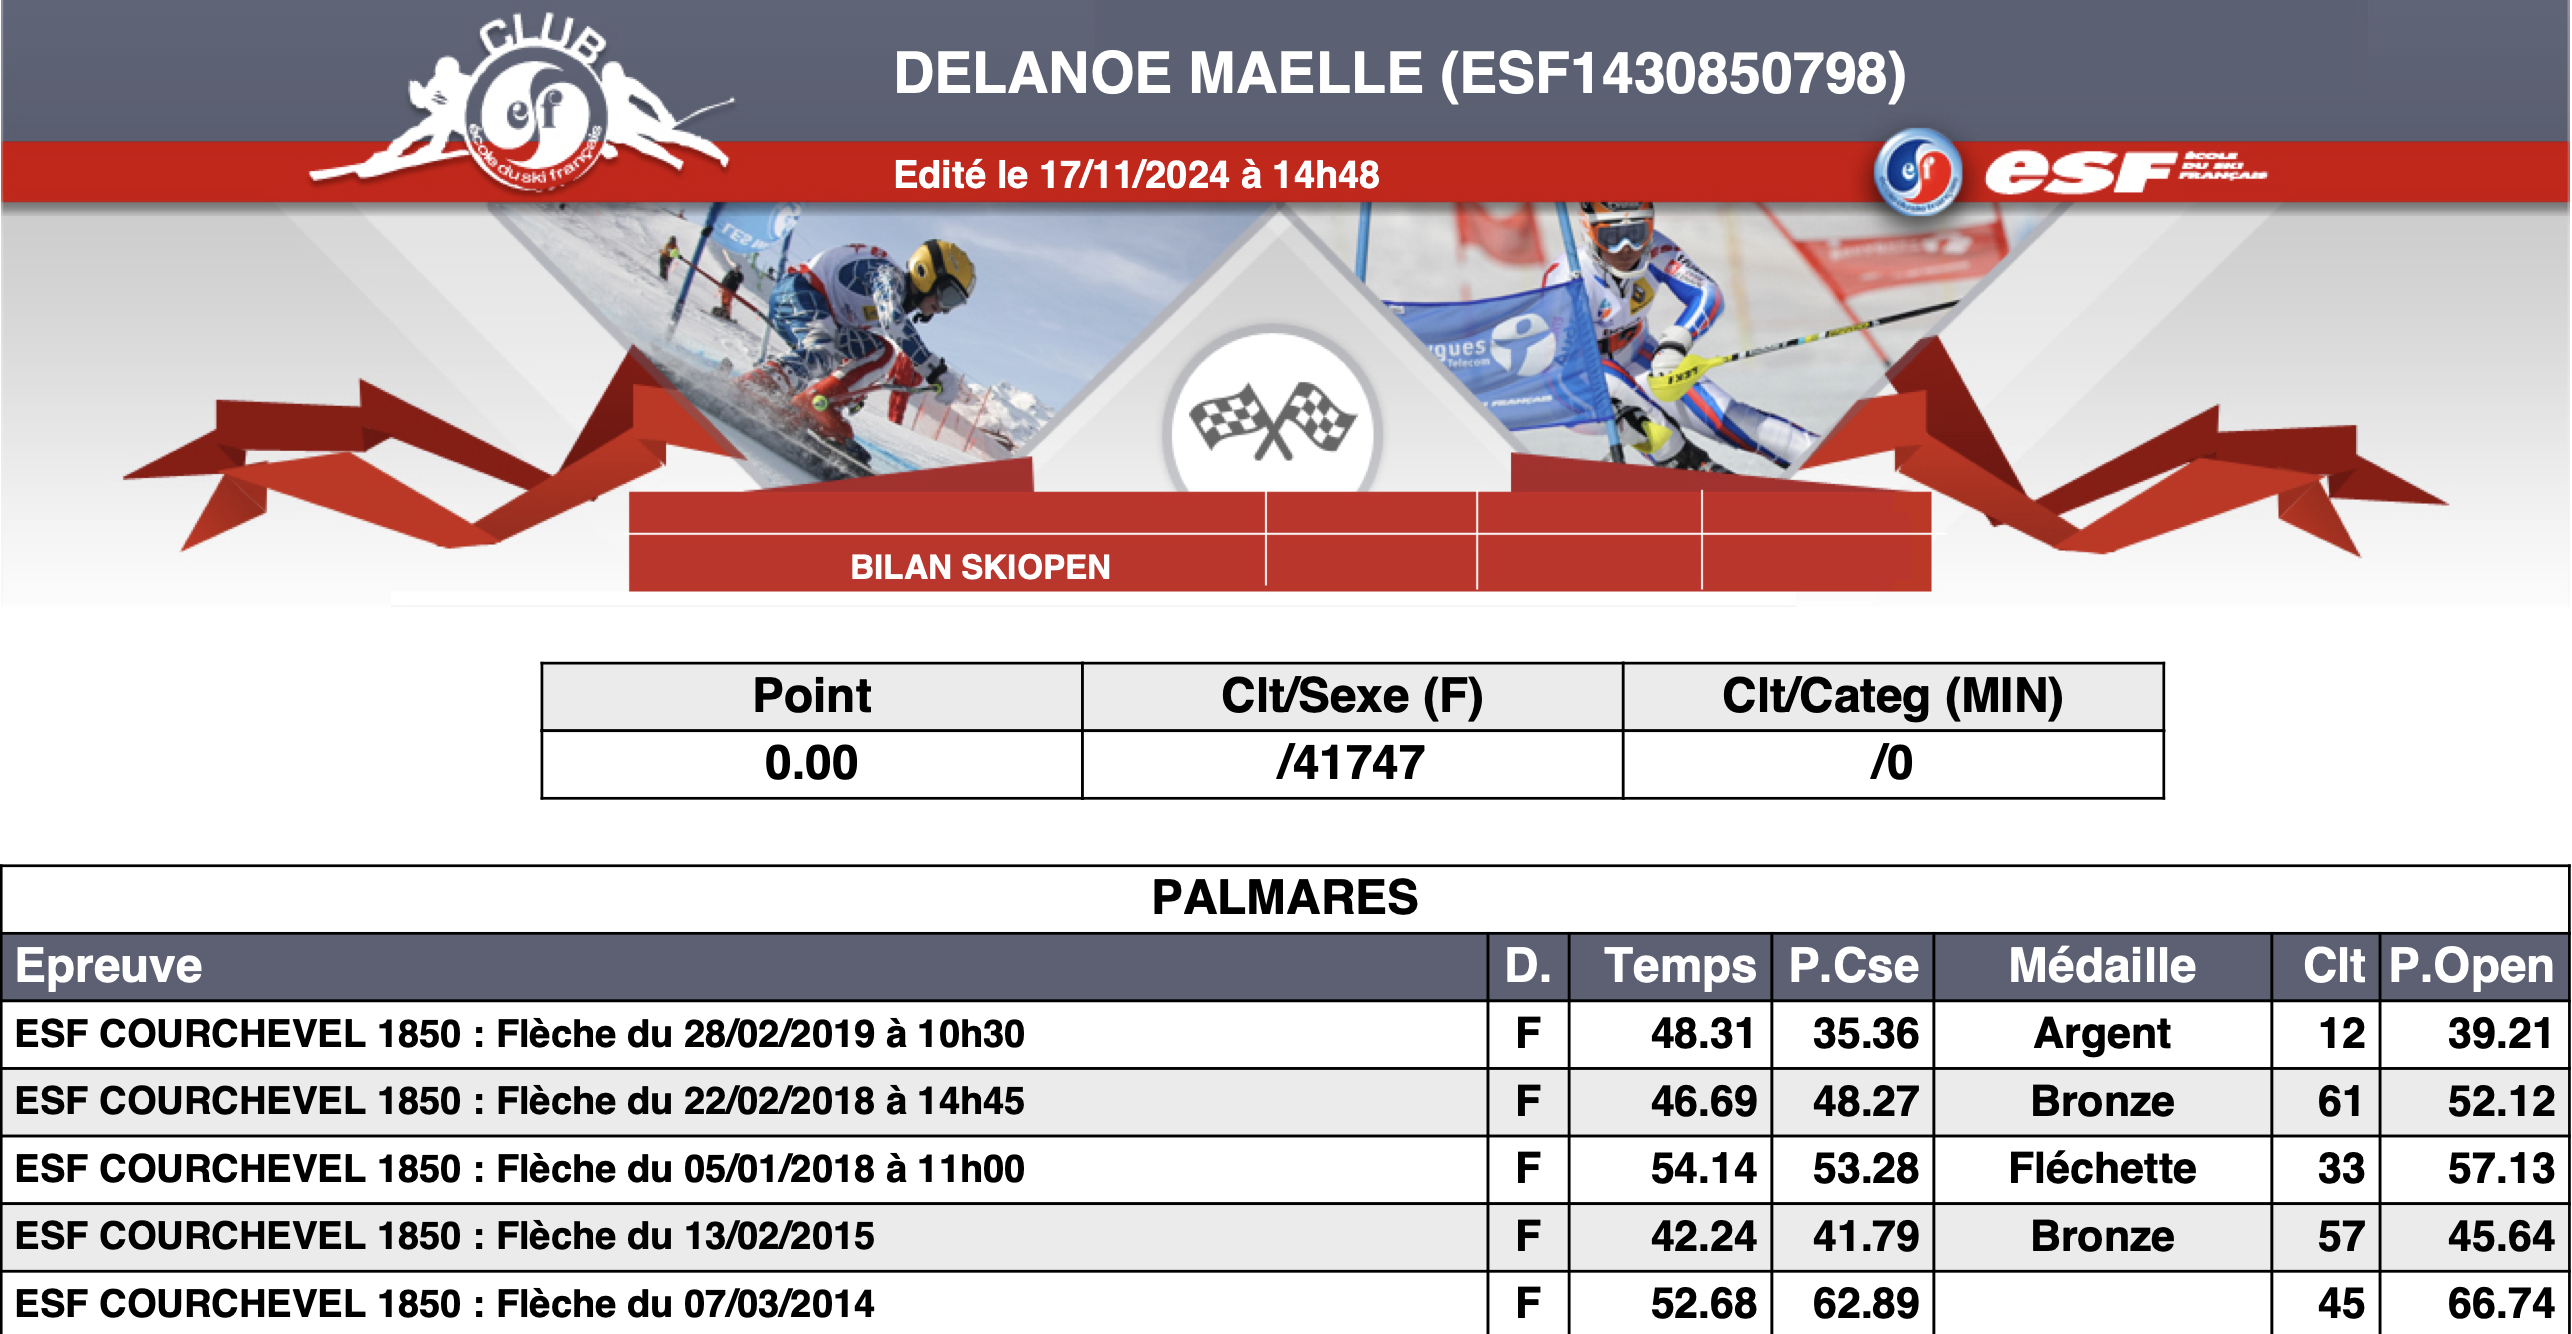 CLUB
esf
école du ski français
DELANOE MAELLE (ESF1430850798)
Edité le 17/11/2024 à 14h48
esf
esf ÉCOLE
DU SKI
FRANÇAIS
ygues
Telecom
FRANÇAIS
LEKI
BILAN SKIOPEN
Point Clt/Sexe (F) Clt/Categ (MIN)
0.00 /41747 /0
PALMARES
Epreuve D. Temps P.Cse Médaille Clt P.Open
ESF COURCHEVEL 1850 : Flèche du 28/02/2019 à 10h30 F 48.31 35.36 Argent 12 39.21
ESF COURCHEVEL 1850 : Flèche du 22/02/2018 à 14h45 F 46.69 48.27 Bronze 61 52.12
ESF COURCHEVEL 1850 : Flèche du 05/01/2018 à 11h00 F 54.14 53.28 Fléchette 33 57.13
ESF COURCHEVEL 1850 : Flèche du 13/02/2015 F 42.24 41.79 Bronze 57 45.64
ESF COURCHEVEL 1850 : Flèche du 07/03/2014 F 52.68 62.89 45 66.74